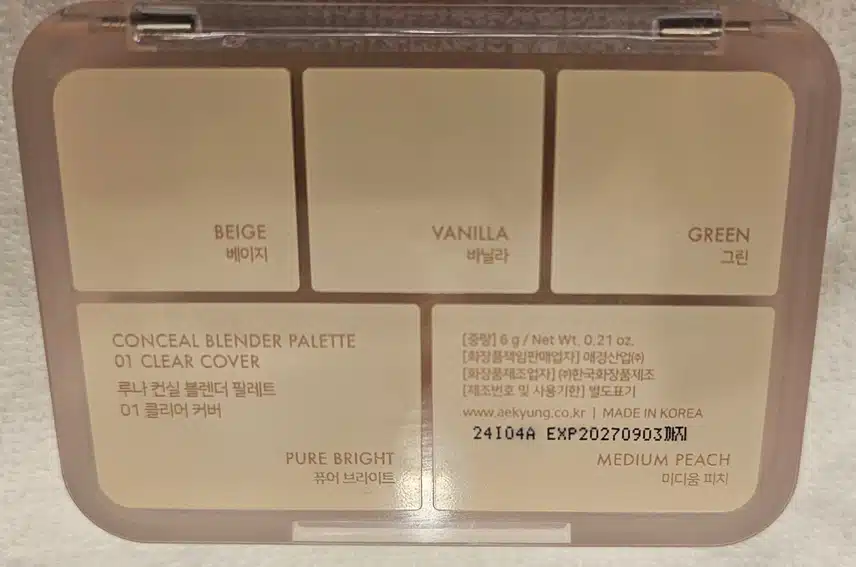 BEIGE
베이지
VANILLA
바닐라
GREEN
그린
CONCEAL BLENDER PALETTE
01 CLEAR COVER
루나 컨실 블렌더 팔레트
01 클리어 커버
PURE BRIGHT
퓨어 브라이트
[중량] 6 g / Net Wt. 0.21 oz.
[화장품책임판매업자] 애경산업㈜
[화장품제조업자] ㈜한국화장품제조
[제조번호 및 사용기한] 별도표기
www.aekyung.co.kr | MADE IN KOREA
24I04A EXP20270903까지
MEDIUM PEACH
미디움 피치